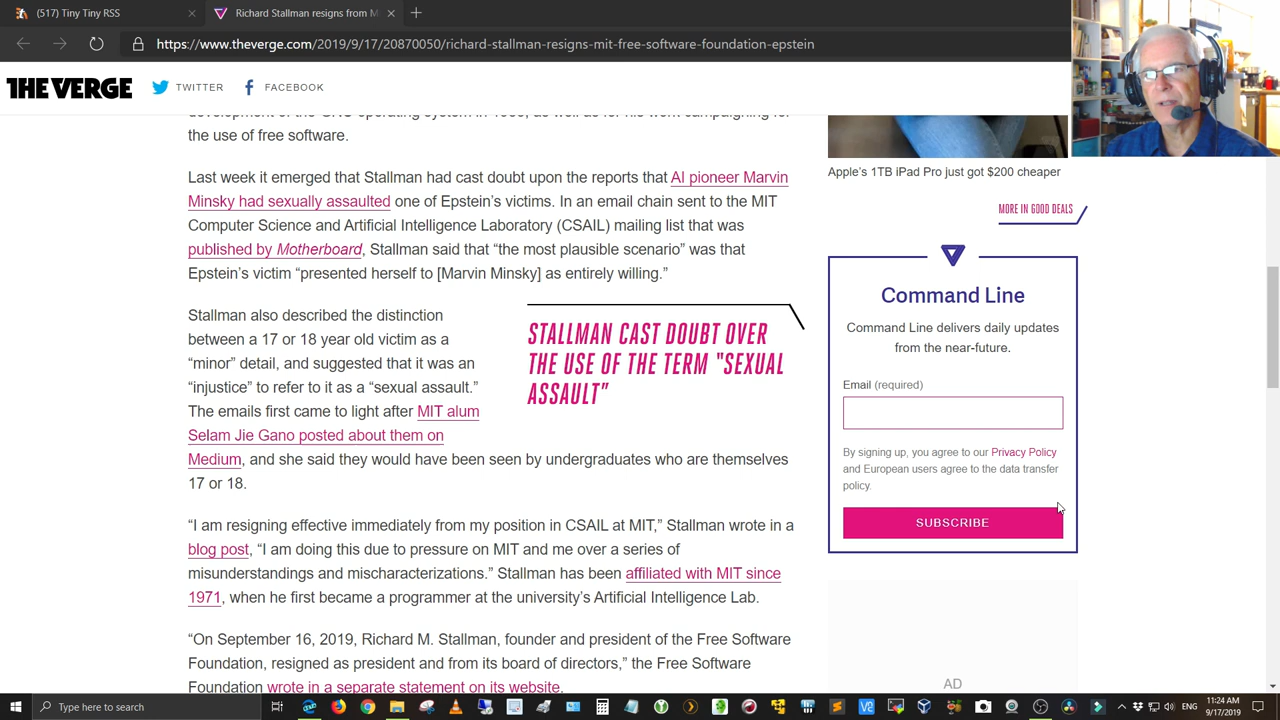 (517) Tiny Tiny RSS
Richard Stallman resigns from M
https://www.theverge.com/2019/9/17/20870050/richard-stallman-resigns-mit-free-software-foundation-epstein
THE VERGE
TWITTER
FACEBOOK
the use of free software.
Last week it emerged that Stallman had cast doubt upon the reports that AI pioneer Marvin
Minsky had sexually assaulted one of Epstein's victims. In an email chain sent to the MIT
Computer Science and Artificial Intelligence Laboratory (CSAIL) mailing list that was
published by Motherboard, Stallman said that “the most plausible scenario” was that
Epstein's victim “presented herself to [Marvin Minsky] as entirely willing.”
Stallman also described the distinction
between a 17 or 18 year old victim as a
“minor” detail, and suggested that it was an
“injustice” to refer to it as a “sexual assault.”
The emails first came to light after MIT alum
Selam Jie Gano posted about them on
Medium, and she said they would have been seen by undergraduates who are themselves
17 or 18.
STALLMAN CAST DOUBT OVER
THE USE OF THE TERM "SEXUAL
ASSAULT"
“I am resigning effective immediately from my position in CSAIL at MIT,” Stallman wrote in a
blog post, “I am doing this due to pressure on MIT and me over a series of
misunderstandings and mischaracterizations.” Stallman has been affiliated with MIT since
1971, when he first became a programmer at the university's Artificial Intelligence Lab.
“On September 16, 2019, Richard M. Stallman, founder and president of the Free Software
Foundation, resigned as president and from its board of directors,” the Free Software
Foundation wrote in a separate statement on its website.
Apple's 1TB iPad Pro just got $200 cheaper
MORE IN GOOD DEALS
Command Line
Command Line delivers daily updates
from the near-future.
Email (required)
By signing up, you agree to our Privacy Policy
and European users agree to the data transfer
policy.
SUBSCRIBE
AD
Type here to search
ENG
11:24 AM
9/17/2019